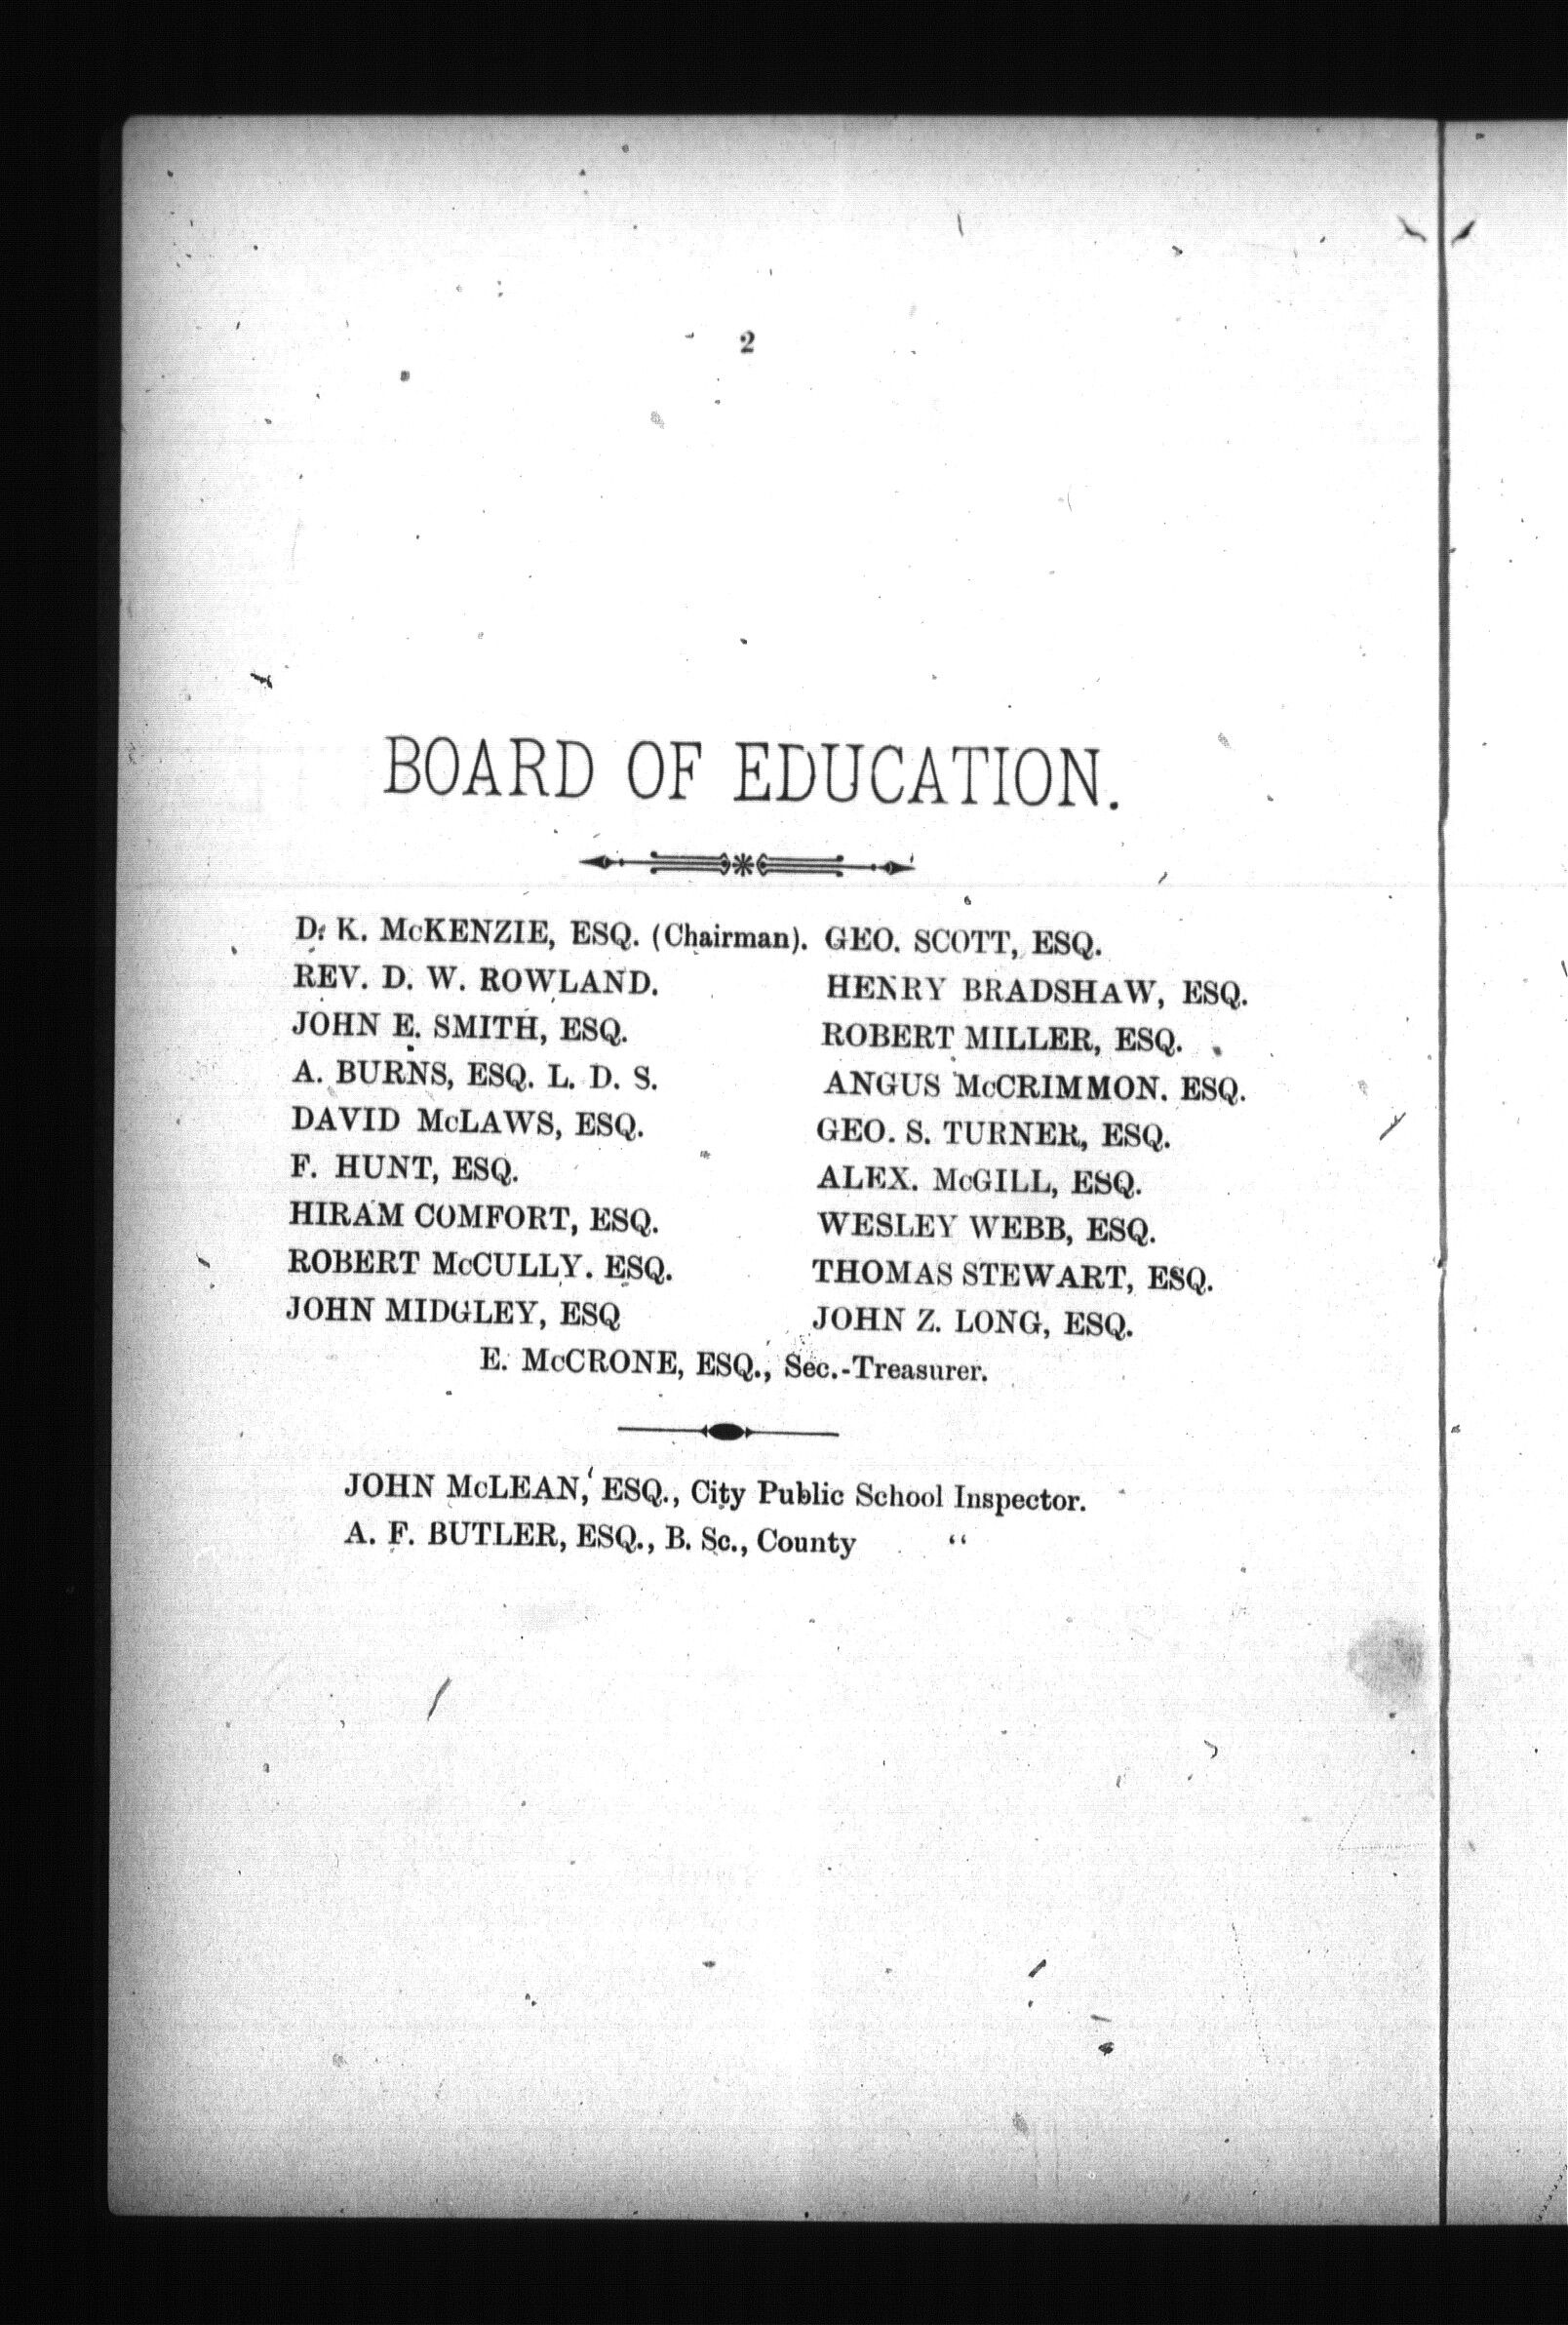 2
BOARD OF EDUCATION.
D. K. McKENZIE, ESQ. (Chairman). GEO. SCOTT, ESQ.
REV. D. W. ROWLAND. HENRY BRADSHAW, ESQ.
JOHN E. SMITH, ESQ. ROBERT MILLER, ESQ.
A. BURNS, ESQ. L. D. S. ANGUS McCRIMMON. ESQ.
DAVID McLAWS, ESQ. GEO. S. TURNER, ESQ.
F. HUNT, ESQ. ALEX. McGILL, ESQ.
HIRAM COMFORT, ESQ. WESLEY WEBB, ESQ.
ROBERT McCULLY. ESQ. THOMAS STEWART, ESQ.
JOHN MIDGLEY, ESQ JOHN Z. LONG, ESQ.
E. McCRONE, ESQ., Sec.-Treasurer.
JOHN McLEAN, ESQ., City Public School Inspector.
A. F. BUTLER, ESQ., B. Sc., County “